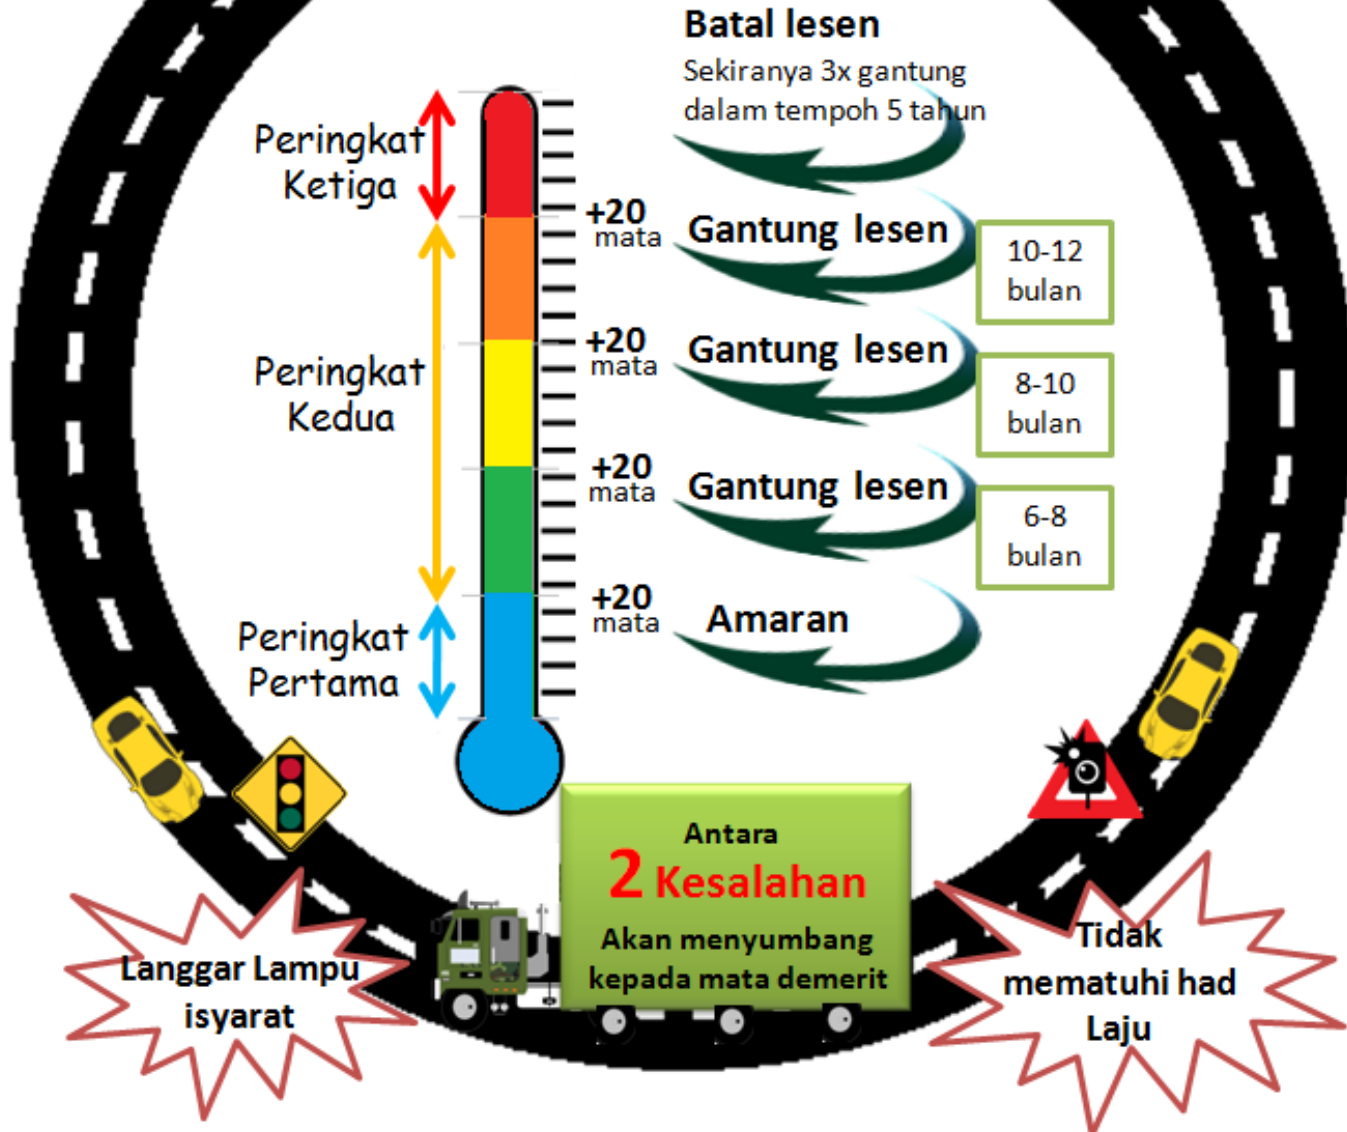 Batal lesen
Sekiranya 3x gantung
dalam tempoh 5 tahun
Peringkat
Ketiga
+20
mata
Gantung lesen
10-12
bulan
+20
mata
Gantung lesen
8-10
bulan
Peringkat
Kedua
+20
mata
Gantung lesen
6-8
bulan
+20
mata
Amaran
Peringkat
Pertama
Antara
2 Kesalahan
Akan menyumbang
kepada mata demerit
Langgar Lampu
isyarat
Tidak
mematuhi had
Laju